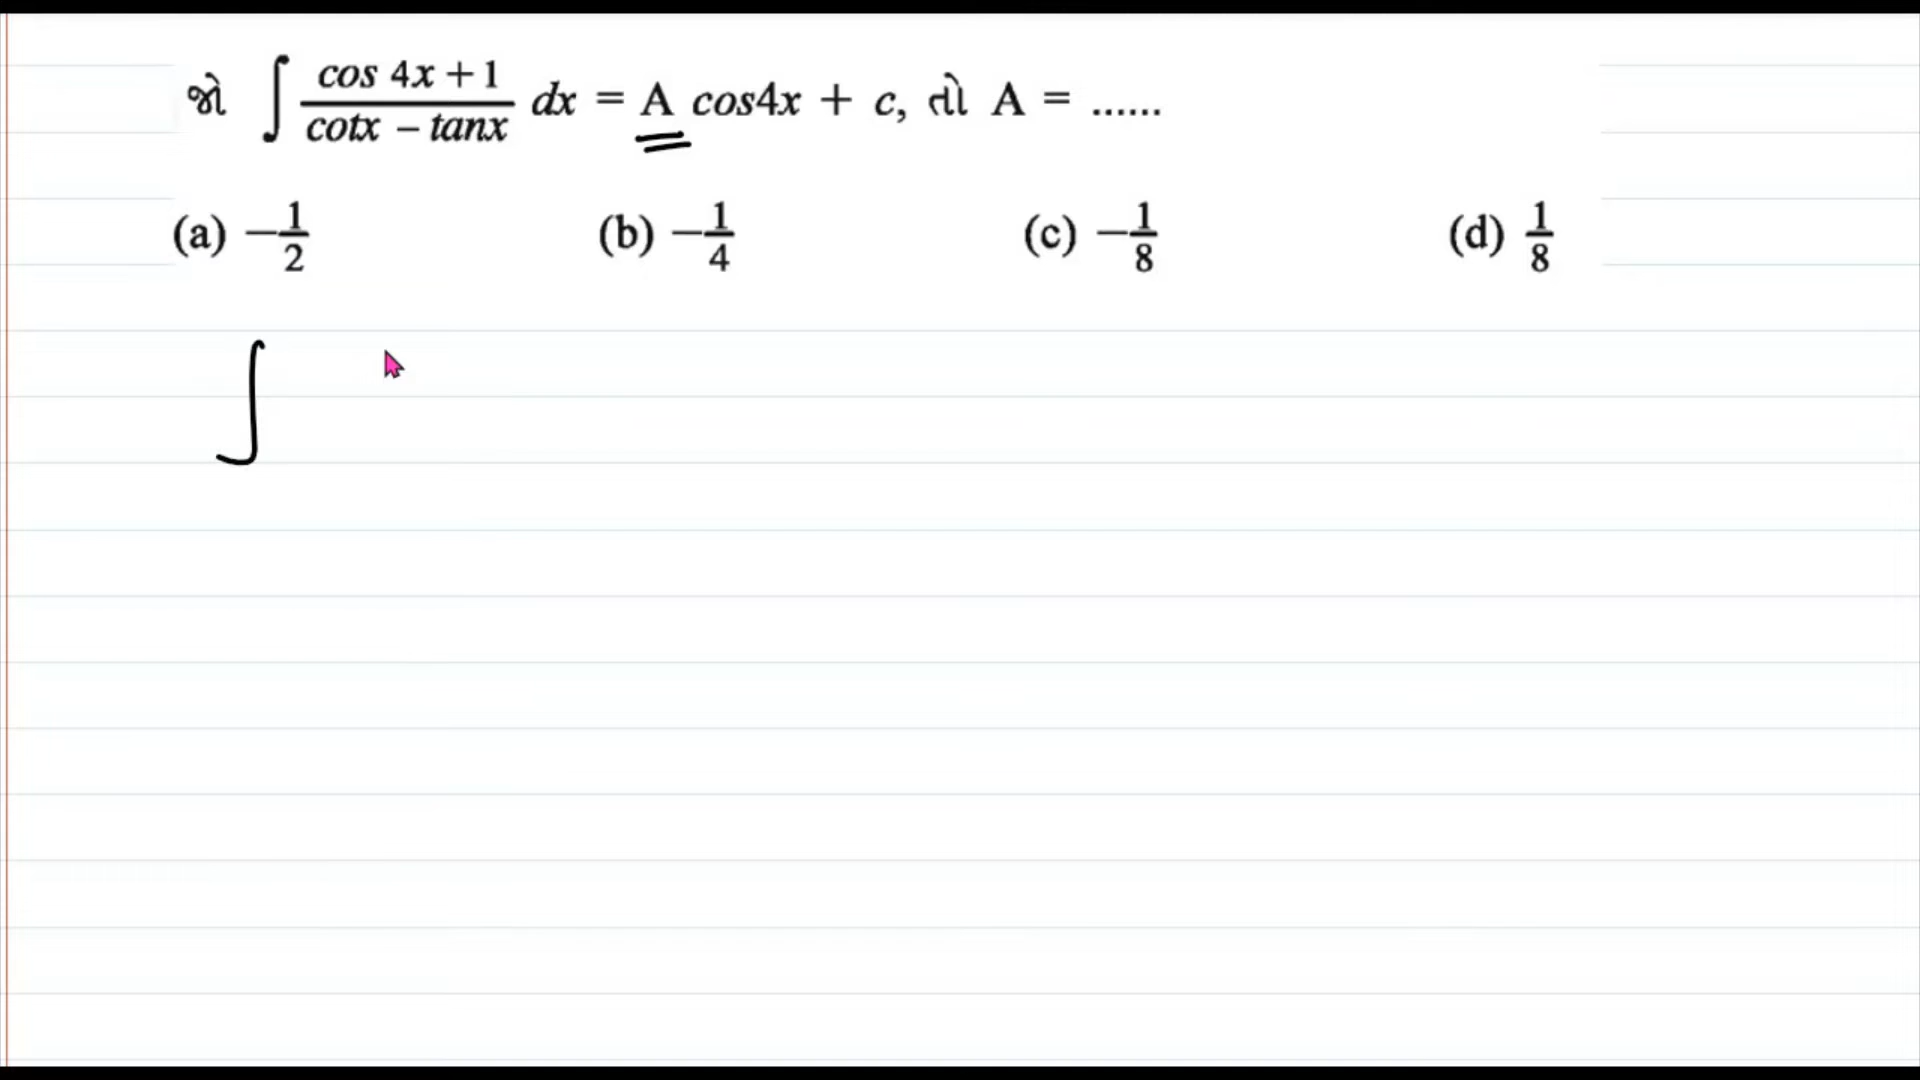 જો ∫ (cos 4x + 1)/(cotx – tanx) dx = A cos4x + c, તો A = ......
(a) –1/2 (b) –1/4 (c) –1/8 (d) 1/8
∫